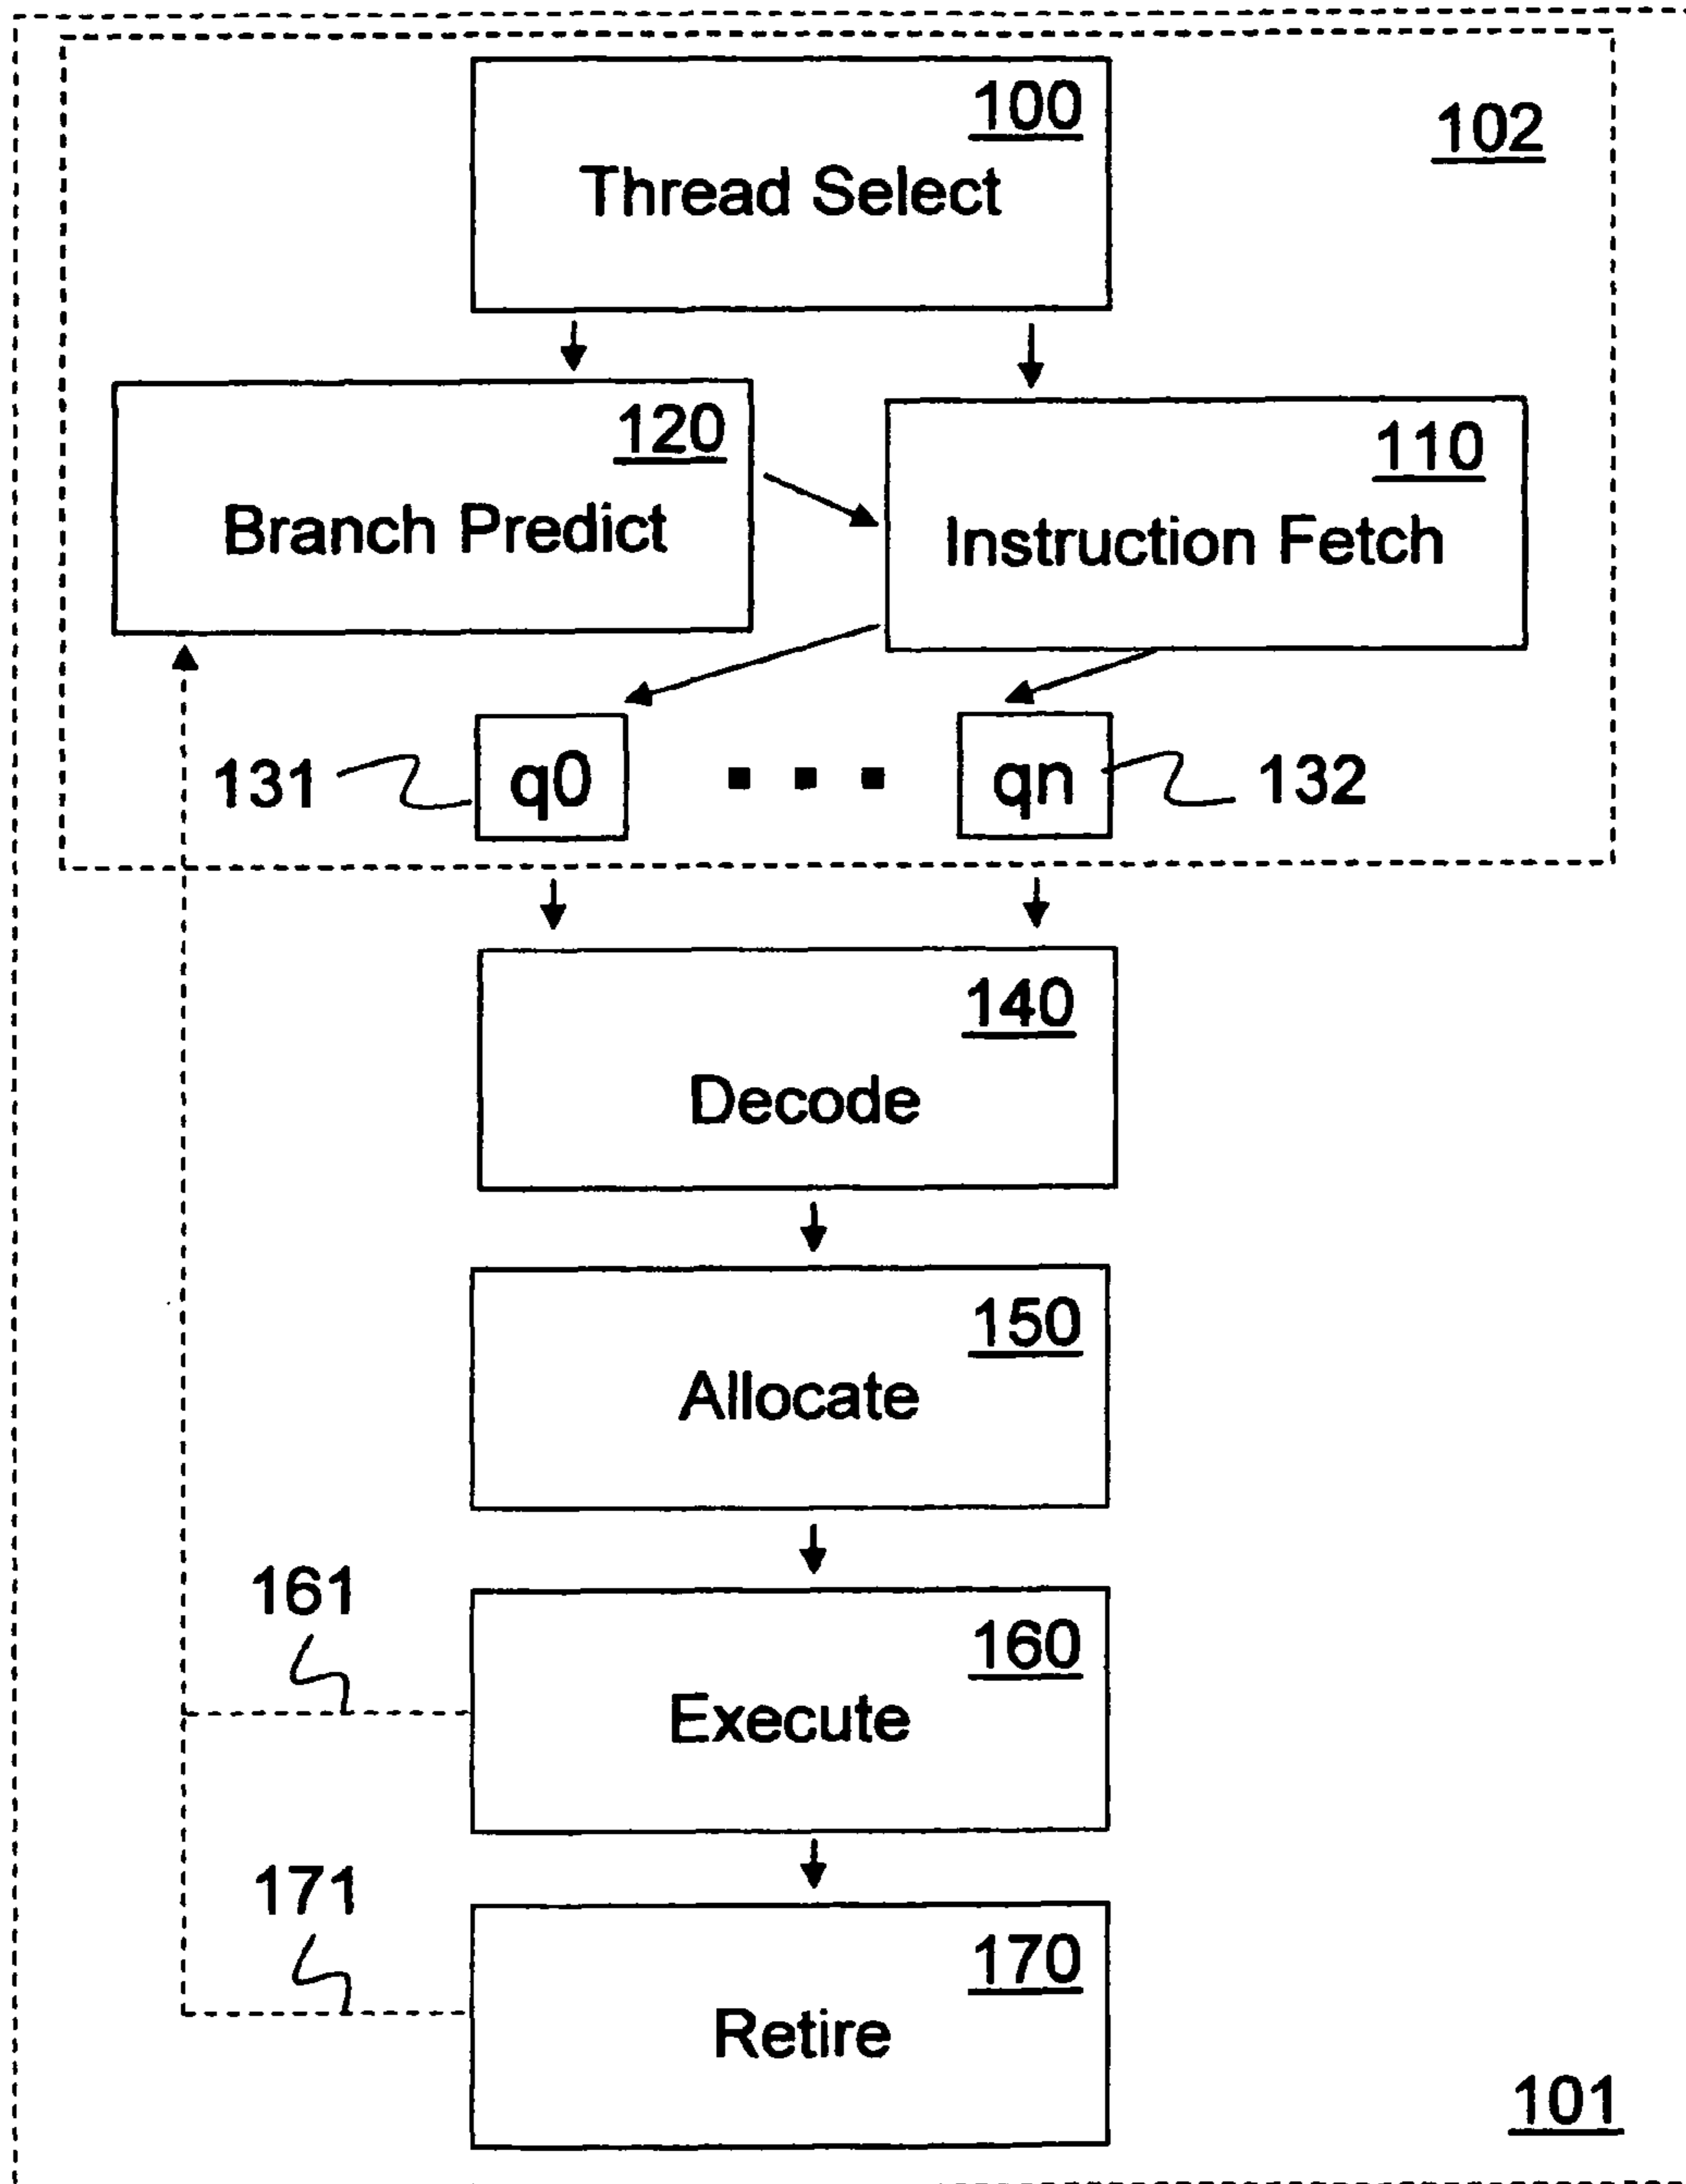 100
Thread Select
102
120
Branch Predict
110
Instruction Fetch
131
q0
qn
132
140
Decode
150
Allocate
161
160
Execute
171
170
Retire
101